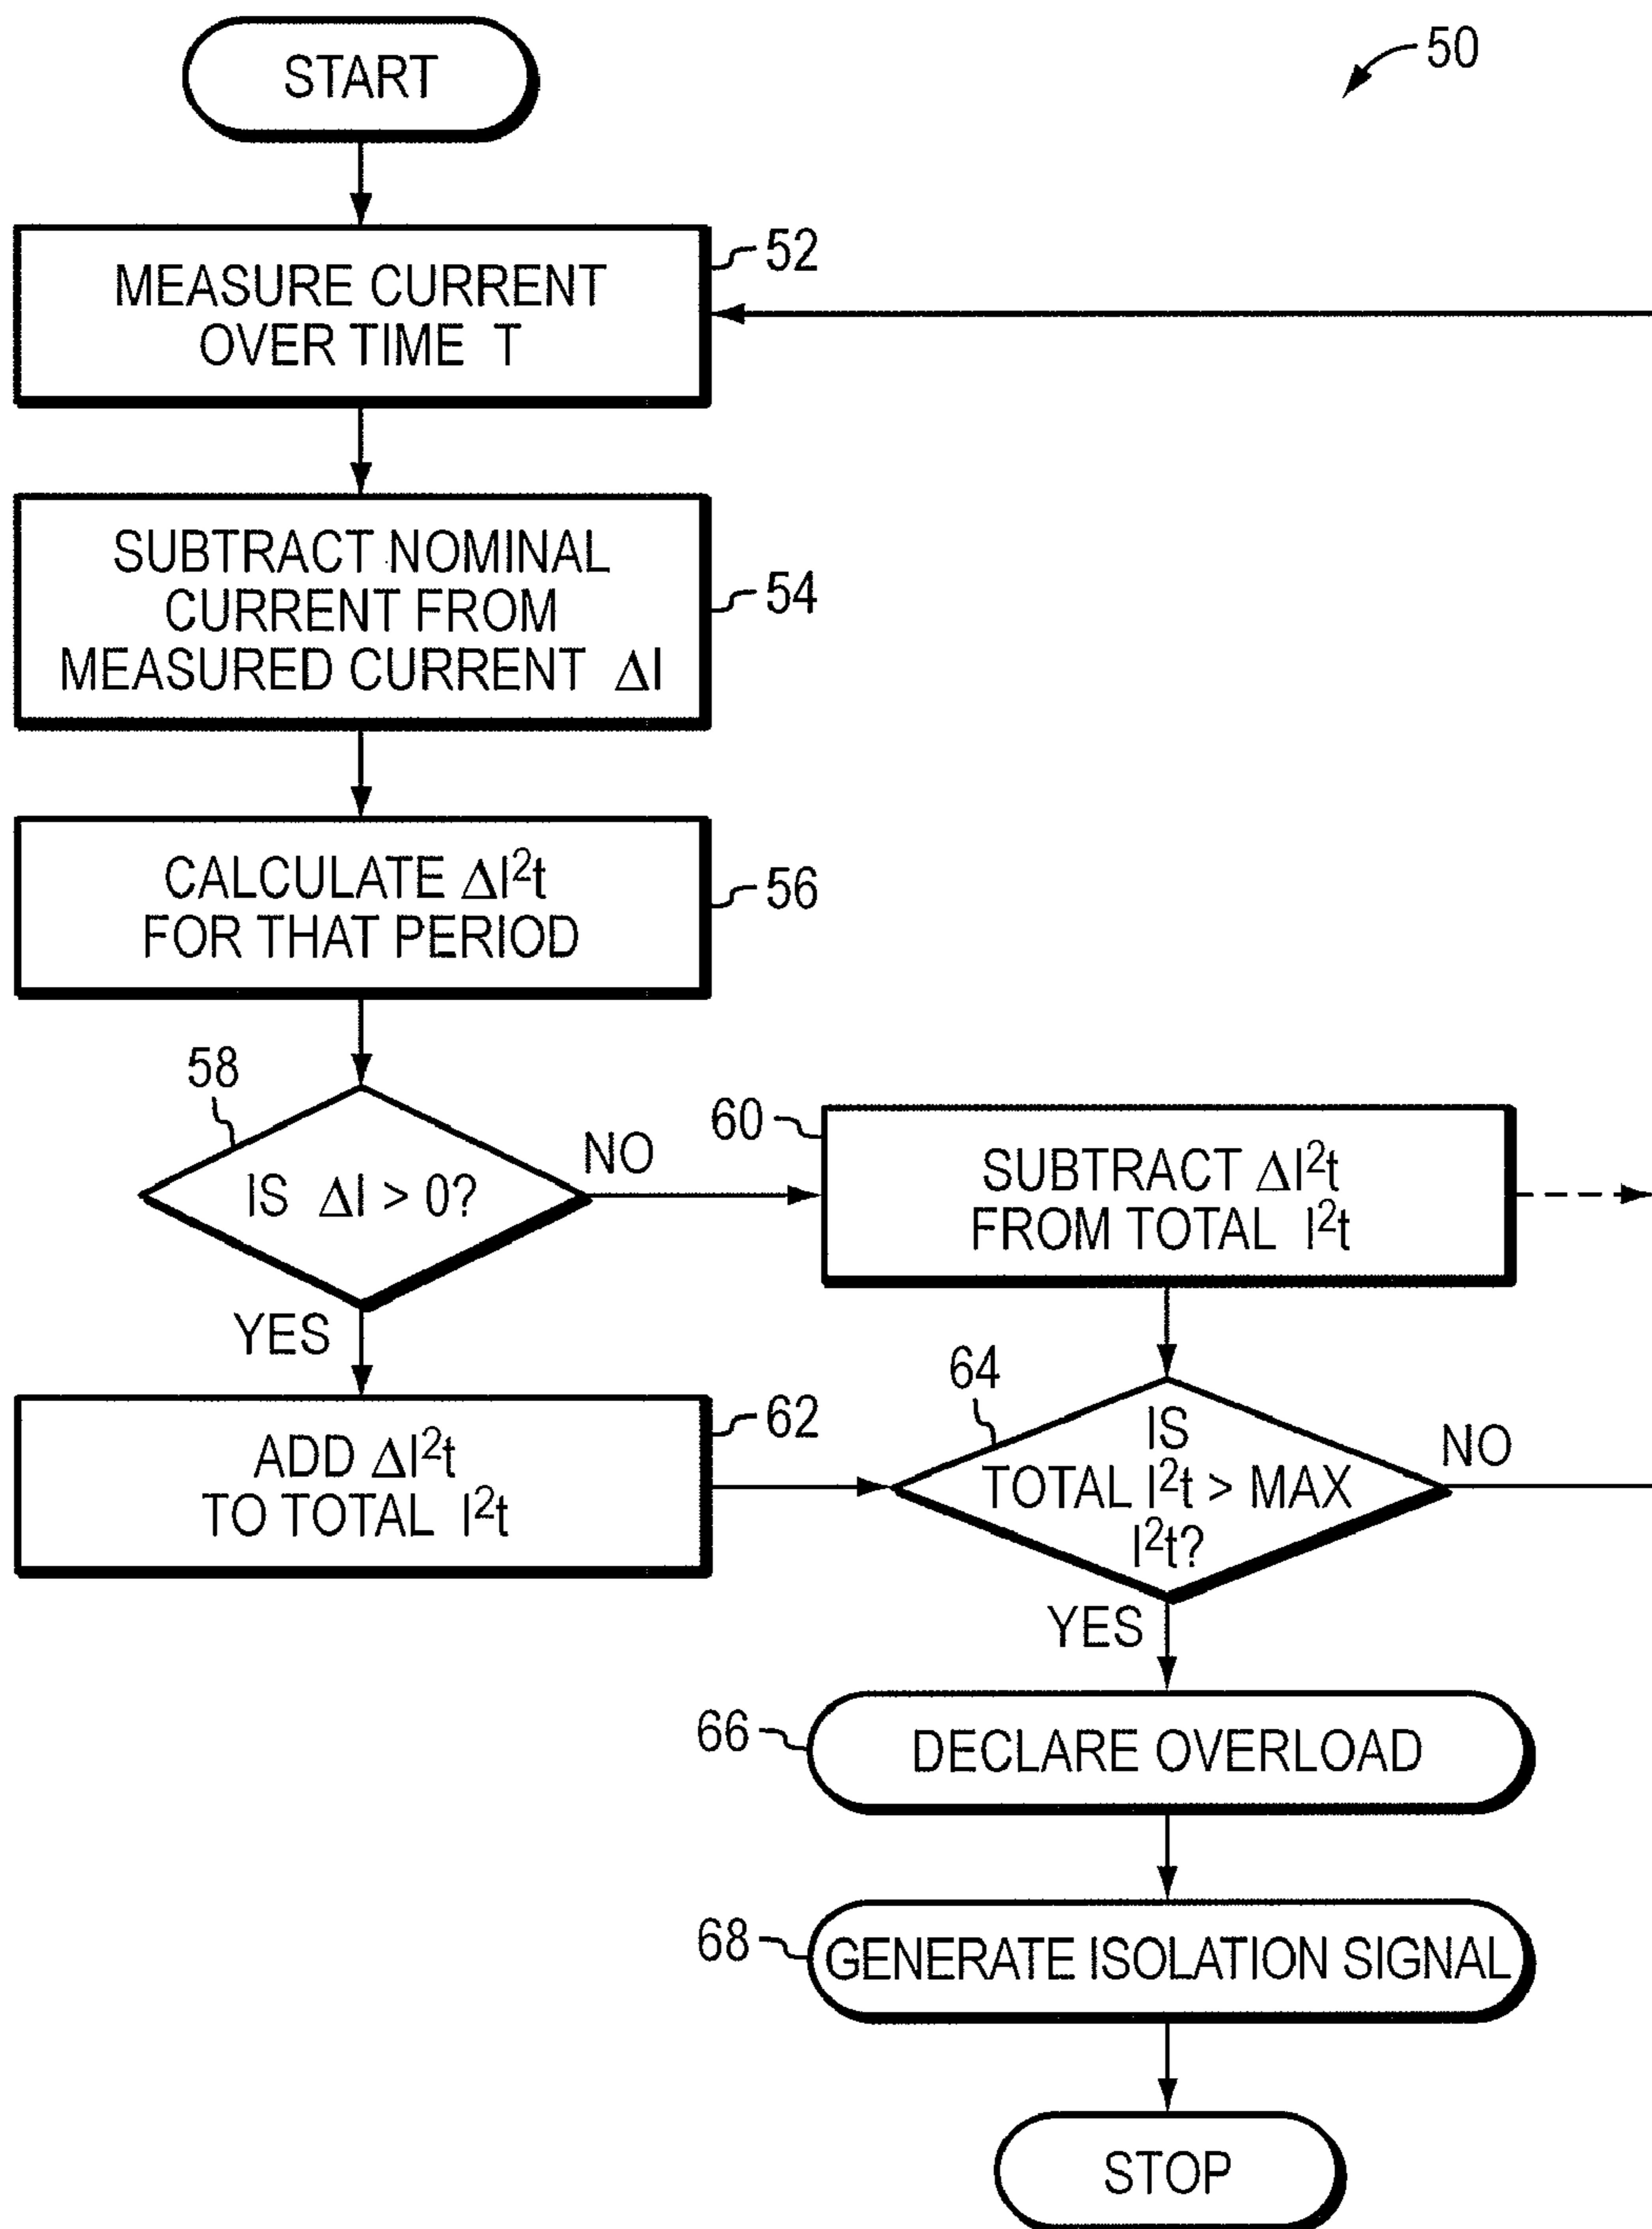 START
50
MEASURE CURRENT
OVER TIME T
52
SUBTRACT NOMINAL
CURRENT FROM
MEASURED CURRENT ΔI
54
CALCULATE ΔI²t
FOR THAT PERIOD
56
58
IS ΔI > 0?
NO
YES
60
SUBTRACT ΔI²t
FROM TOTAL I²t
ADD ΔI²t
TO TOTAL I²t
62
64
IS
TOTAL I²t > MAX
I²t?
NO
YES
66
DECLARE OVERLOAD
68
GENERATE ISOLATION SIGNAL
STOP